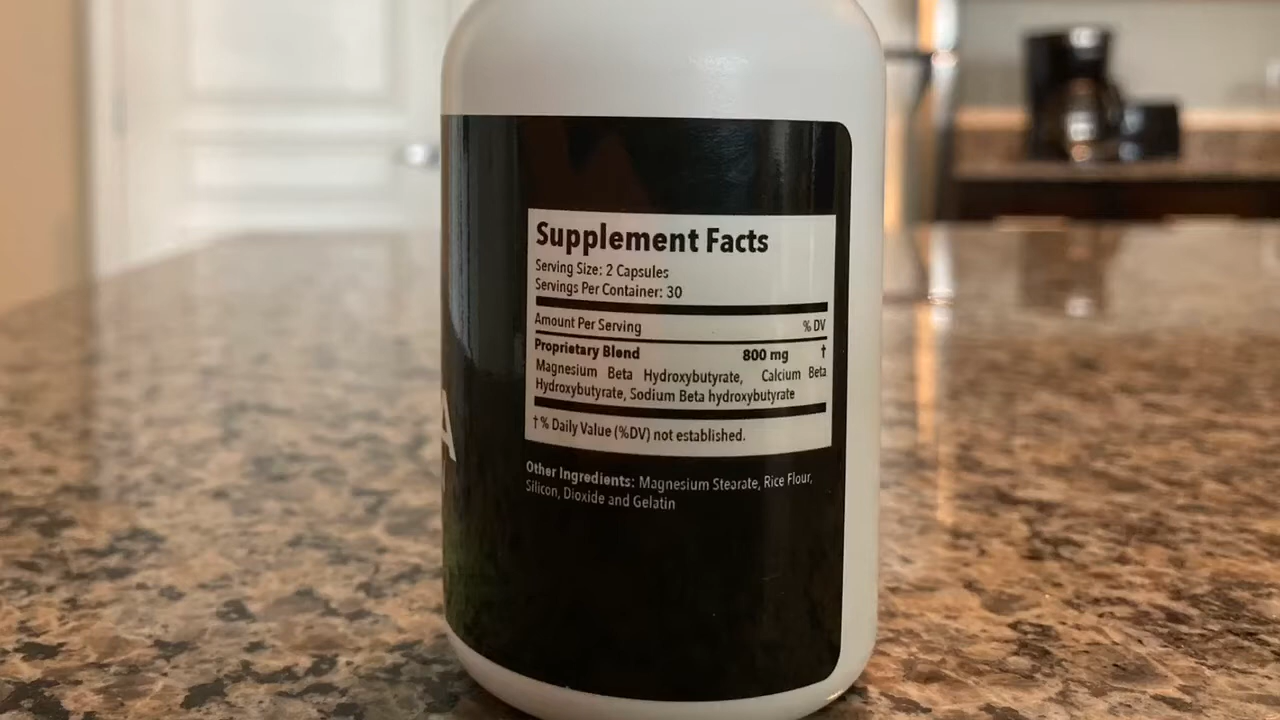 Supplement Facts
Serving Size: 2 Capsules
Servings Per Container: 30
Amount Per Serving % DV
Proprietary Blend 800 mg †
Magnesium Beta Hydroxybutyrate, Calcium Beta
Hydroxybutyrate, Sodium Beta hydroxybutyrate
† % Daily Value (%DV) not established.
A
Other Ingredients: Magnesium Stearate, Rice Flour,
Silicon, Dioxide and Gelatin